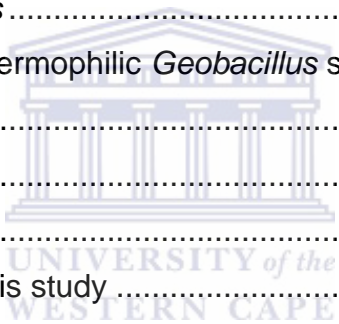 s....................................
ermophilic Geobacillus s
....................................
....................................
....................................
UNIVERSITY of the
is study ........................
WESTERN CAPE